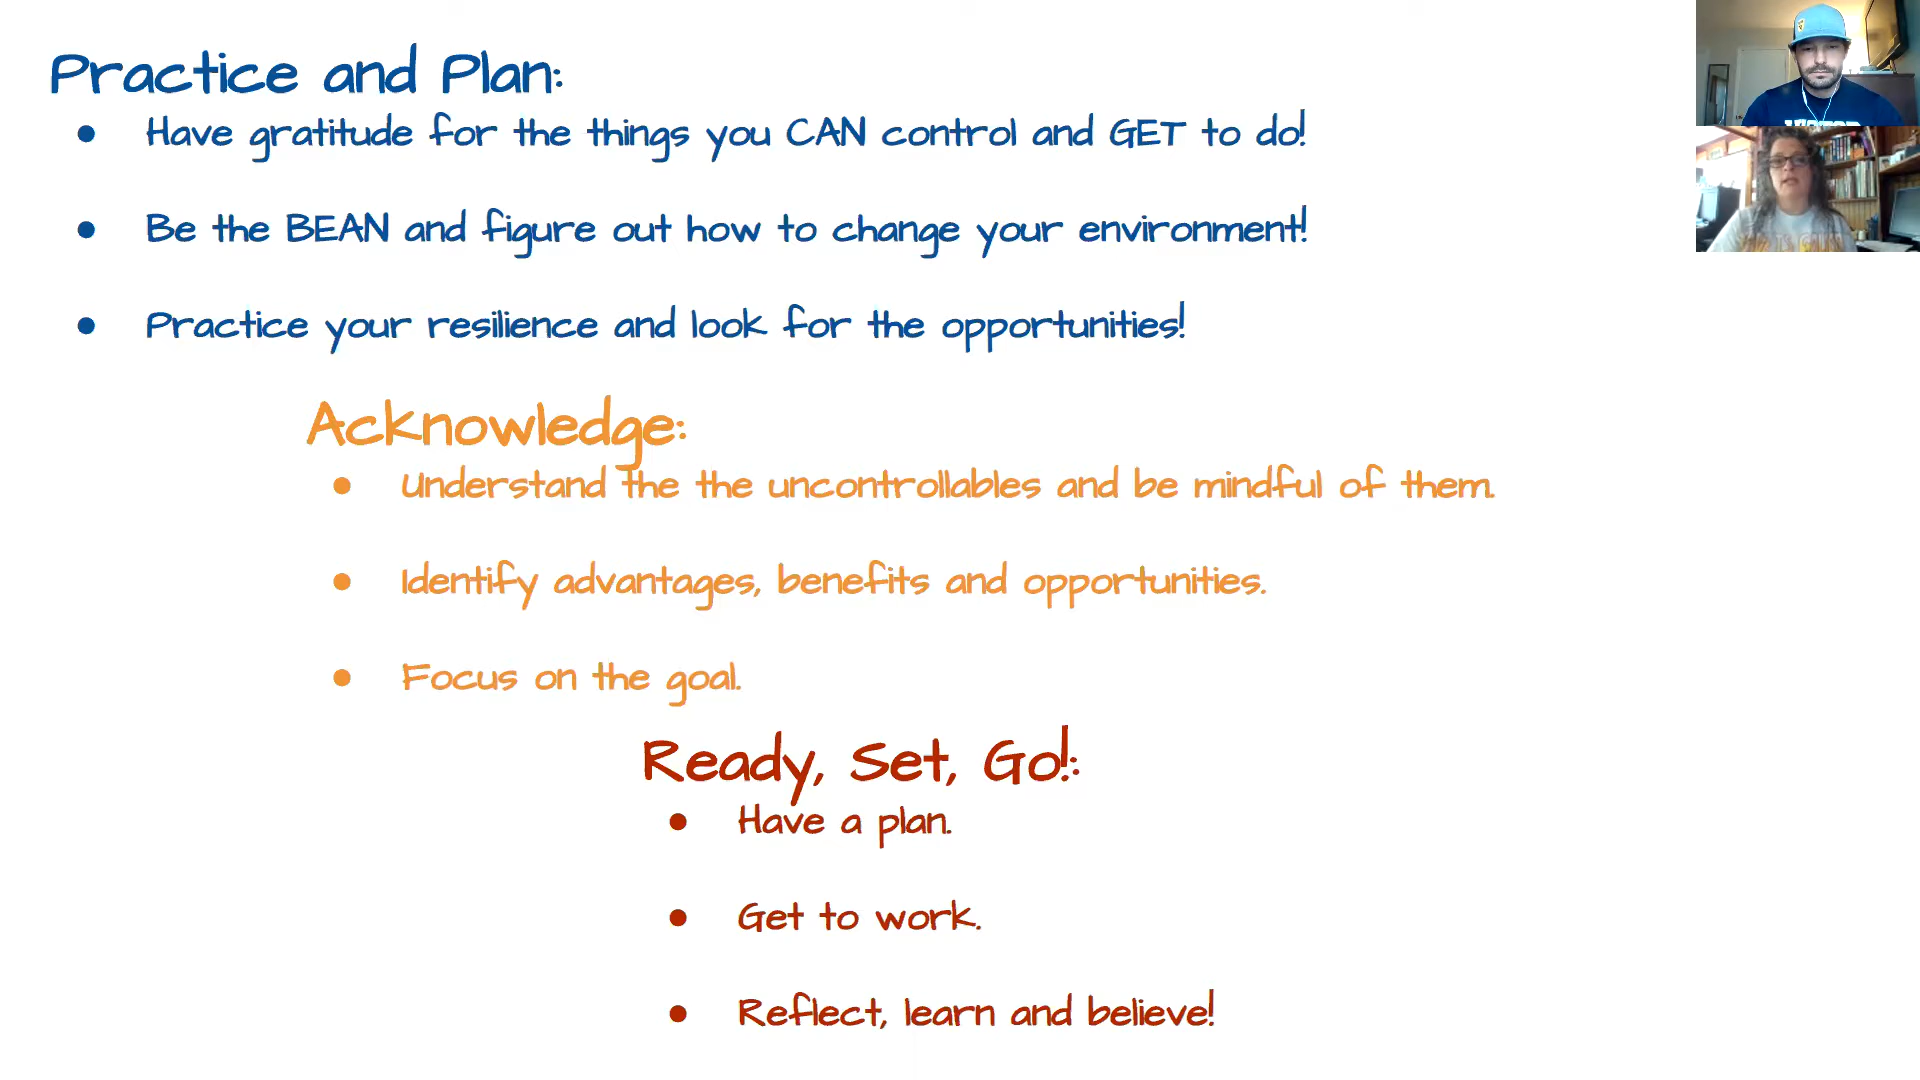 Practice and Plan:
● Have gratitude for the things you CAN control and GET to do!
● Be the BEAN and figure out how to change your environment!
● Practice your resilience and look for the opportunities!
Acknowledge:
● Understand the the uncontrollables and be mindful of them.
● Identify advantages, benefits and opportunities.
● Focus on the goal.
Ready, Set, Go!:
● Have a plan.
● Get to work.
● Reflect, learn and believe!